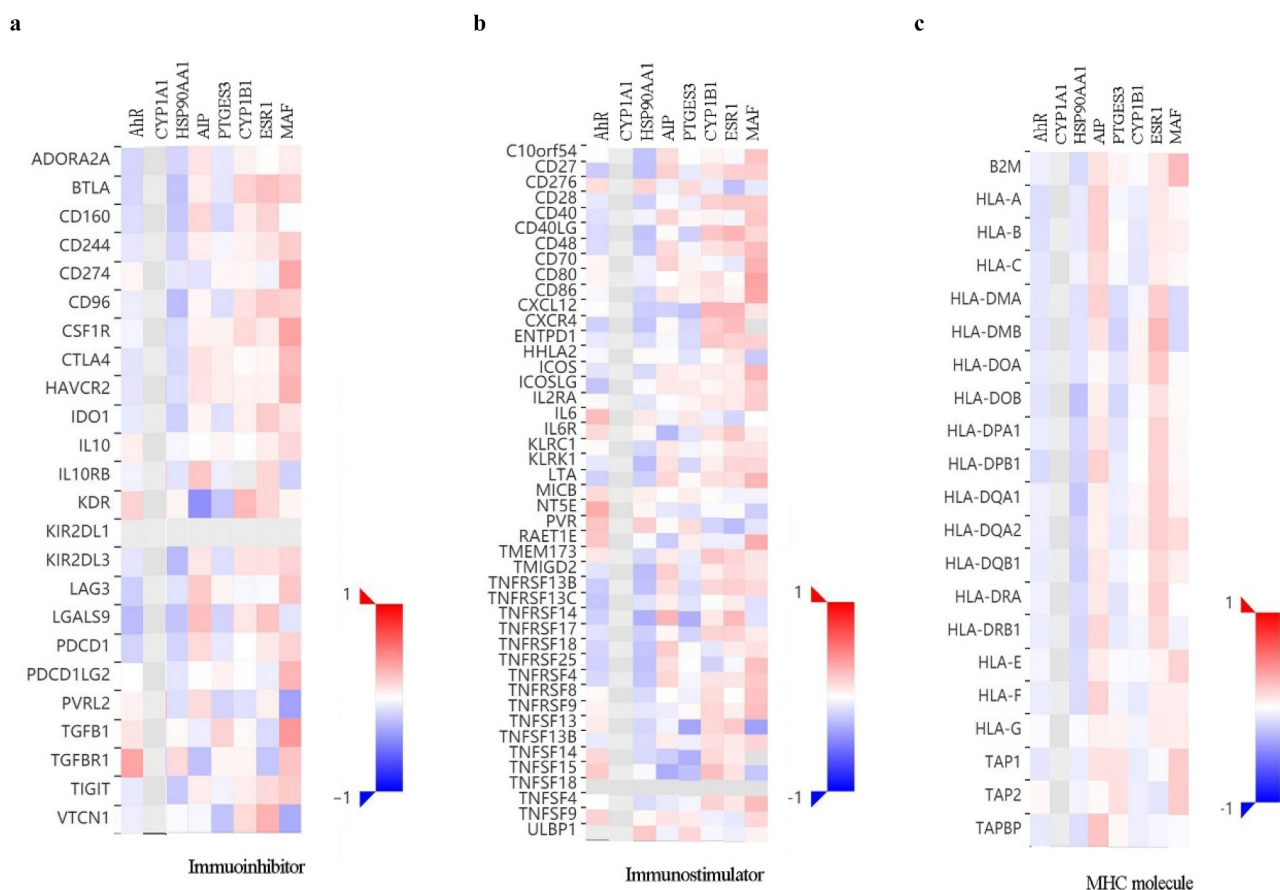 a
AhR
CYP1A1
HSP90AA1
AIP
PTGES3
CYP1B1
ESR1
MAF
ADORA2A
BTLA
CD160
CD244
CD274
CD96
CSF1R
CTLA4
HAVCR2
IDO1
IL10
IL10RB
KDR
KIR2DL1
KIR2DL3
LAG3
LGALS9
PDCD1
PDCD1LG2
PVRL2
TGFB1
TGFBR1
TIGIT
VTCN1
1
-1
Immuoinhibitor
b
AhR
CYP1A1
HSP90AA1
AIP
PTGES3
CYP1B1
ESR1
MAF
C10orf54
CD27
CD276
CD28
CD40
CD40LG
CD48
CD70
CD80
CD86
CXCL12
CXCR4
ENTPD1
HHLA2
ICOS
ICOSLG
IL2RA
IL6
IL6R
KLRC1
KLRK1
LTA
MICB
NT5E
PVR
RAET1E
TMEM173
TMIGD2
TNFRSF13B
TNFRSF13C
TNFRSF14
TNFRSF17
TNFRSF18
TNFRSF25
TNFRSF4
TNFRSF8
TNFRSF9
TNFSF13
TNFSF13B
TNFSF14
TNFSF15
TNFSF18
TNFSF4
TNFSF9
ULBP1
1
-1
Immunostimulator
c
AhR
CYP1A1
HSP90AA1
AIP
PTGES3
CYP1B1
ESR1
MAF
B2M
HLA-A
HLA-B
HLA-C
HLA-DMA
HLA-DMB
HLA-DOA
HLA-DOB
HLA-DPA1
HLA-DPB1
HLA-DQA1
HLA-DQA2
HLA-DQB1
HLA-DRA
HLA-DRB1
HLA-E
HLA-F
HLA-G
TAP1
TAP2
TAPBP
1
-1
MHC molecule